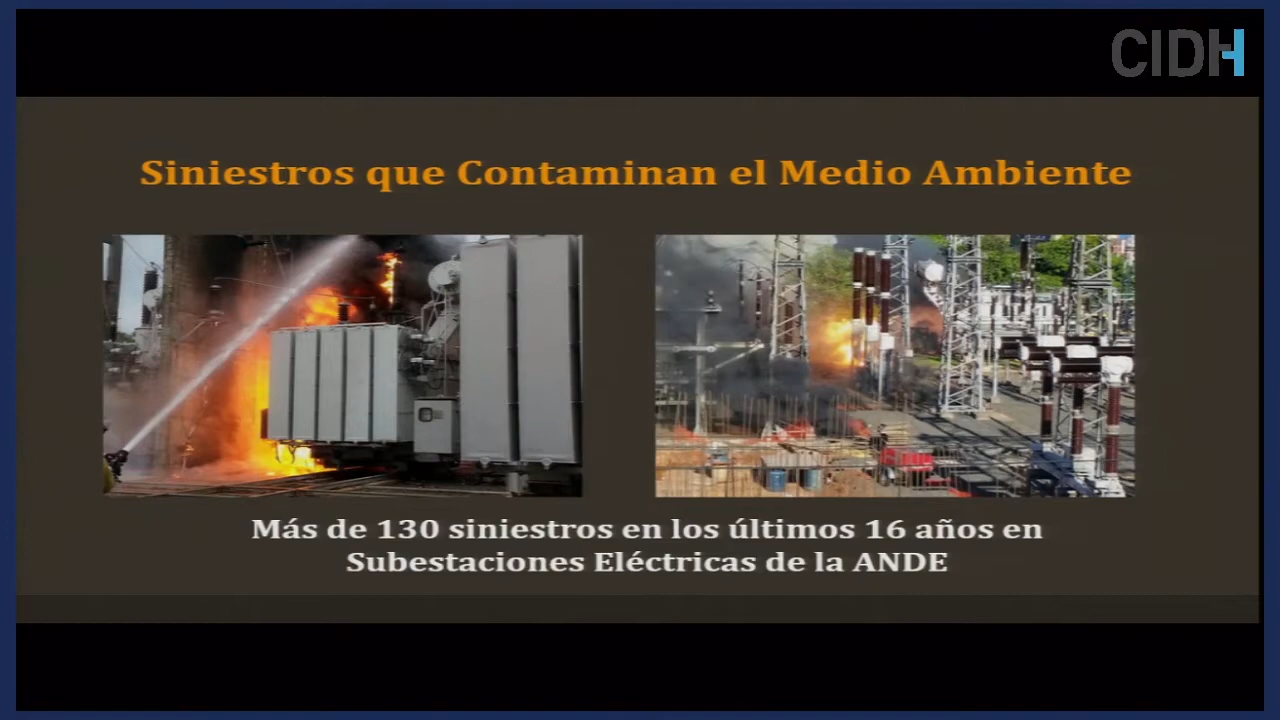 CIDH
Siniestros que Contaminan el Medio Ambiente
Más de 130 siniestros en los últimos 16 años en
Subestaciones Eléctricas de la ANDE